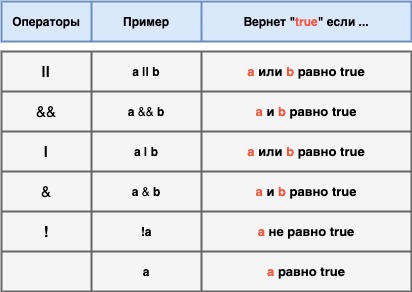 Операторы Пример Вернет "true" если ...
|| a || b a или b равно true
&& a && b a и b равно true
| a | b a или b равно true
& a & b a и b равно true
! !a a не равно true
a a равно true